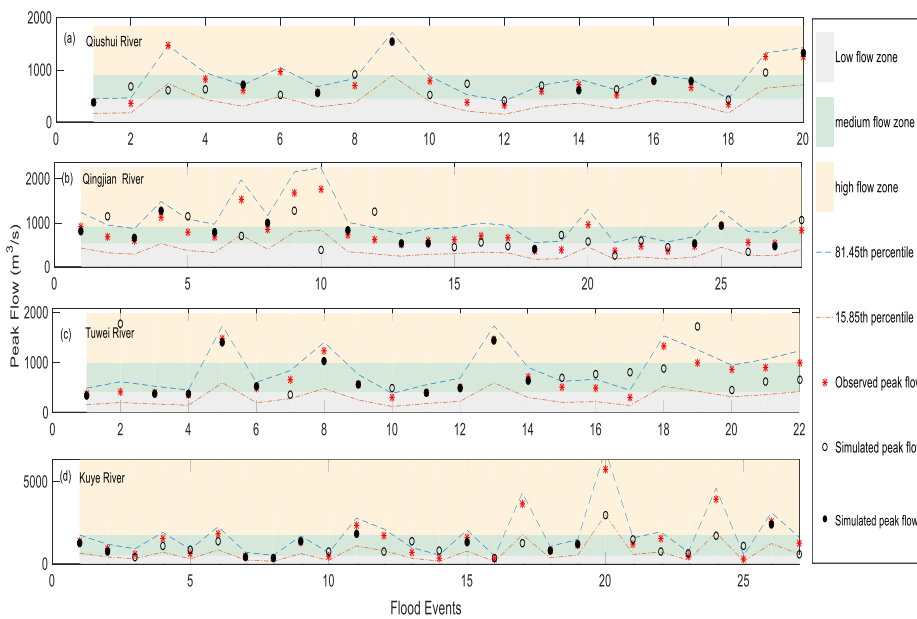 2000
1000
0
(a)
Qiushui River
0 2 4 6 8 10 12 14 16 18 20
2000
1000
0
(b)
Qingjian River
0 5 10 15 20 25
2000
1000
0
(c)
Tuwei River
0 2 4 6 8 10 12 14 16 18 20 22
5000
0
(d)
Kuye River
0 5 10 15 20 25
Peak Flow (m³/s)
Flood Events
Low flow zone
medium flow zone
high flow zone
81.45th percentile
15.85th percentile
Observed peak flo
Simulated peak flo
Simulated peak flow